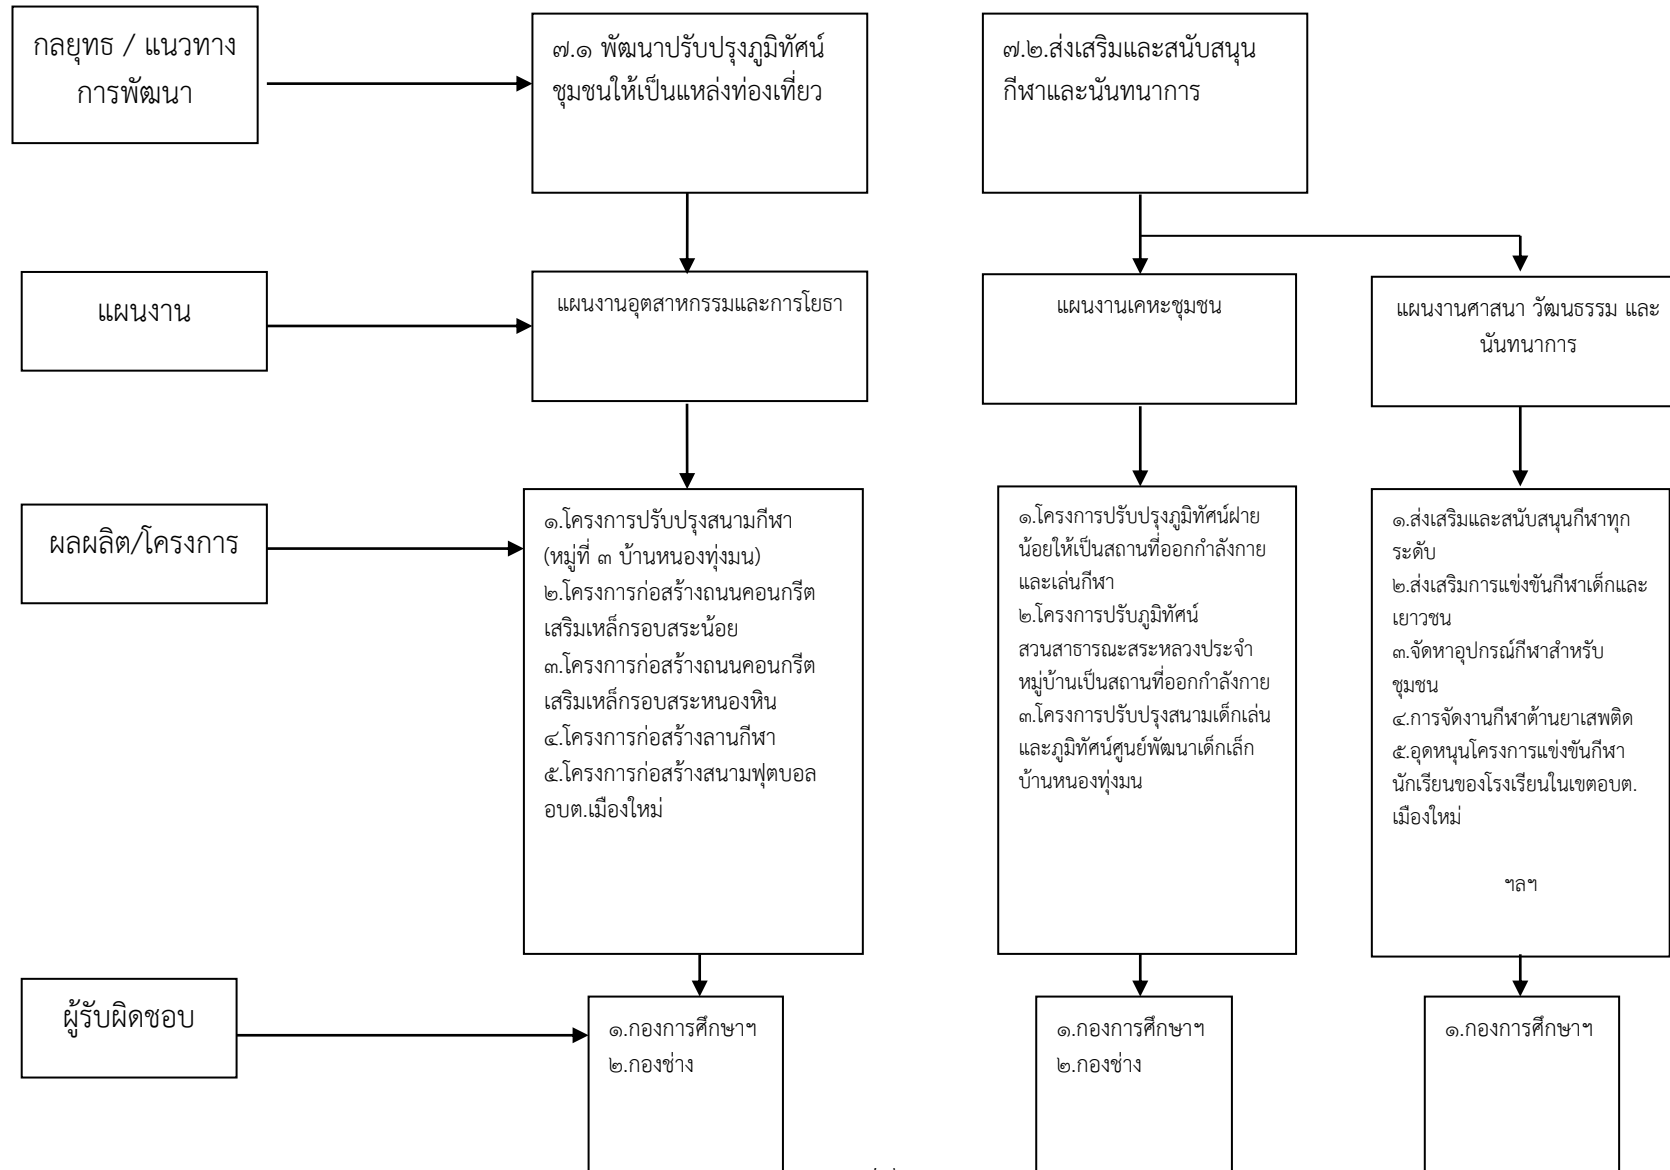 กลยุทธ / แนวทาง
การพัฒนา
๗.๑ พัฒนาปรับปรุงภูมิทัศน์
ชุมชนให้เป็นแหล่งท่องเที่ยว
๗.๒.ส่งเสริมและสนับสนุน
กีฬาและนันทนาการ
แผนงาน
แผนงานอุตสาหกรรมและการโยธา
แผนงานเคหะชุมชน
แผนงานศาสนา วัฒนธรรม และ
นันทนาการ
ผลผลิต/โครงการ
๑.โครงการปรับปรุงสนามกีฬา
(หมู่ที่ ๓ บ้านหนองทุ่งมน)
๒.โครงการก่อสร้างถนนคอนกรีต
เสริมเหล็กรอบสระน้อย
๓.โครงการก่อสร้างถนนคอนกรีต
เสริมเหล็กรอบสระหนองหิน
๔.โครงการก่อสร้างลานกีฬา
๕.โครงการก่อสร้างสนามฟุตบอล
อบต.เมืองใหม่
๑.โครงการปรับปรุงภูมิทัศน์ฝาย
น้อยให้เป็นสถานที่ออกกำลังกาย
และเล่นกีฬา
๒.โครงการปรับภูมิทัศน์
สวนสาธารณะสระหลวงประจำ
หมู่บ้านเป็นสถานที่ออกกำลังกาย
๓.โครงการปรับปรุงสนามเด็กเล่น
และภูมิทัศน์ศูนย์พัฒนาเด็กเล็ก
บ้านหนองทุ่งมน
๑.ส่งเสริมและสนับสนุนกีฬาทุก
ระดับ
๒.ส่งเสริมการแข่งขันกีฬาเด็กและ
เยาวชน
๓.จัดหาอุปกรณ์กีฬาสำหรับ
ชุมชน
๔.การจัดงานกีฬาต้านยาเสพติด
๕.อุดหนุนโครงการแข่งขันกีฬา
นักเรียนของโรงเรียนในเขตอบต.
เมืองใหม่
ฯลฯ
ผู้รับผิดชอบ
๑.กองการศึกษาฯ
๒.กองช่าง
๑.กองการศึกษาฯ
๒.กองช่าง
๑.กองการศึกษาฯ